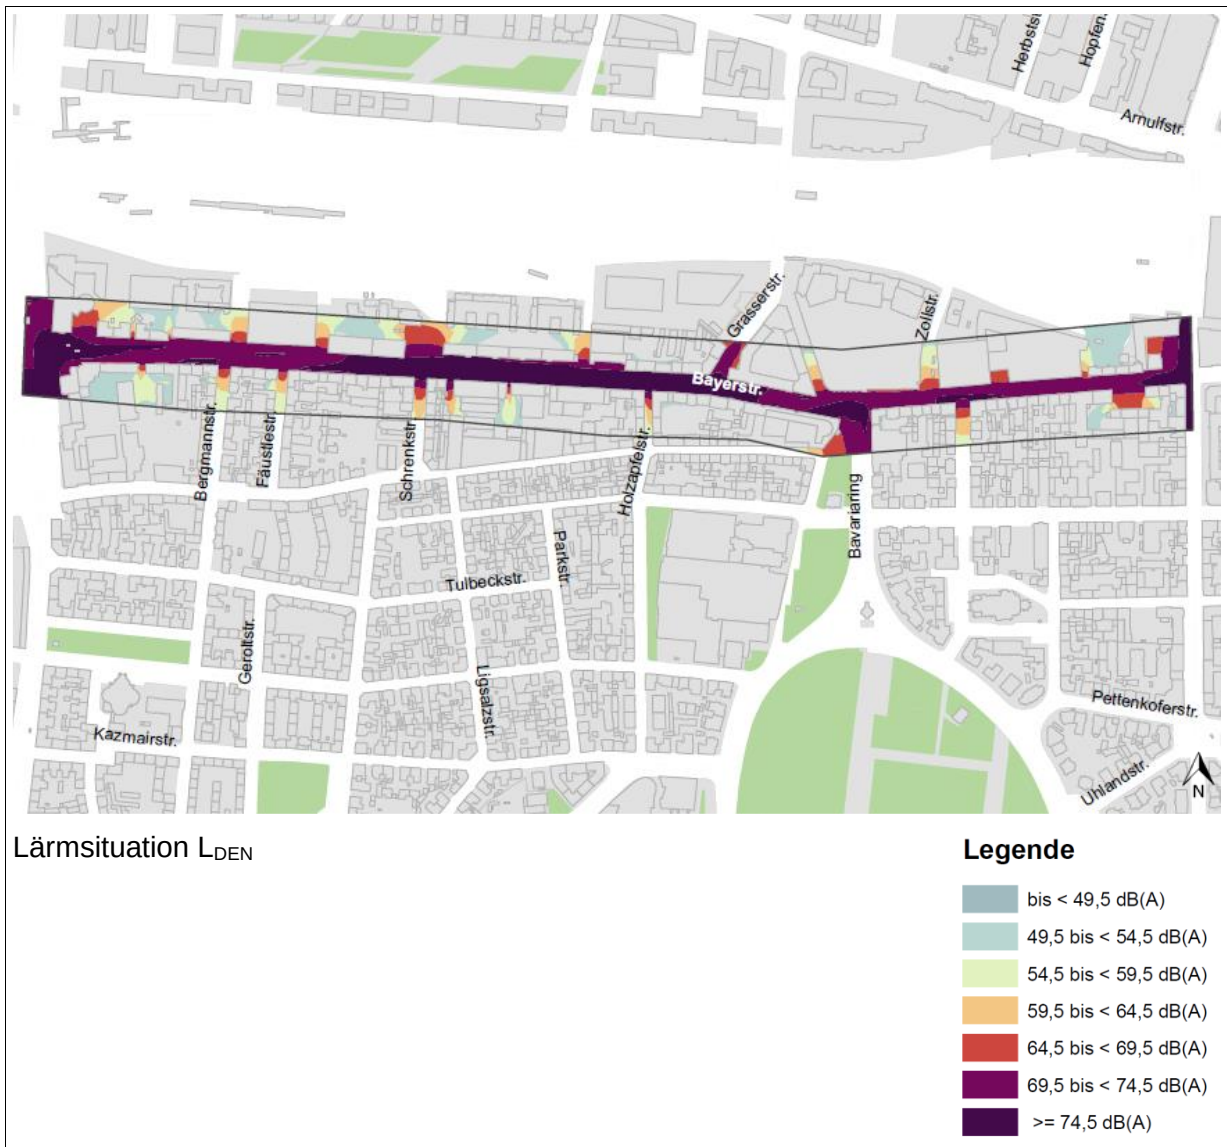 Herbststr.
Hopfen.
Arnulfstr.
Grasserstr.
Zollstr.
Bayerstr.
Bergmannstr.
Fäustlestr.
Schrenkstr.
Holzapfelstr.
Bavariaring
Parkstr.
Tulbeckstr.
Geroltstr.
Ligsalzstr.
Kazmairstr.
Pettenkoferstr.
Uhlandstr.
N
Lärmsituation LDEN
Legende
bis < 49,5 dB(A)
49,5 bis < 54,5 dB(A)
54,5 bis < 59,5 dB(A)
59,5 bis < 64,5 dB(A)
64,5 bis < 69,5 dB(A)
69,5 bis < 74,5 dB(A)
>= 74,5 dB(A)